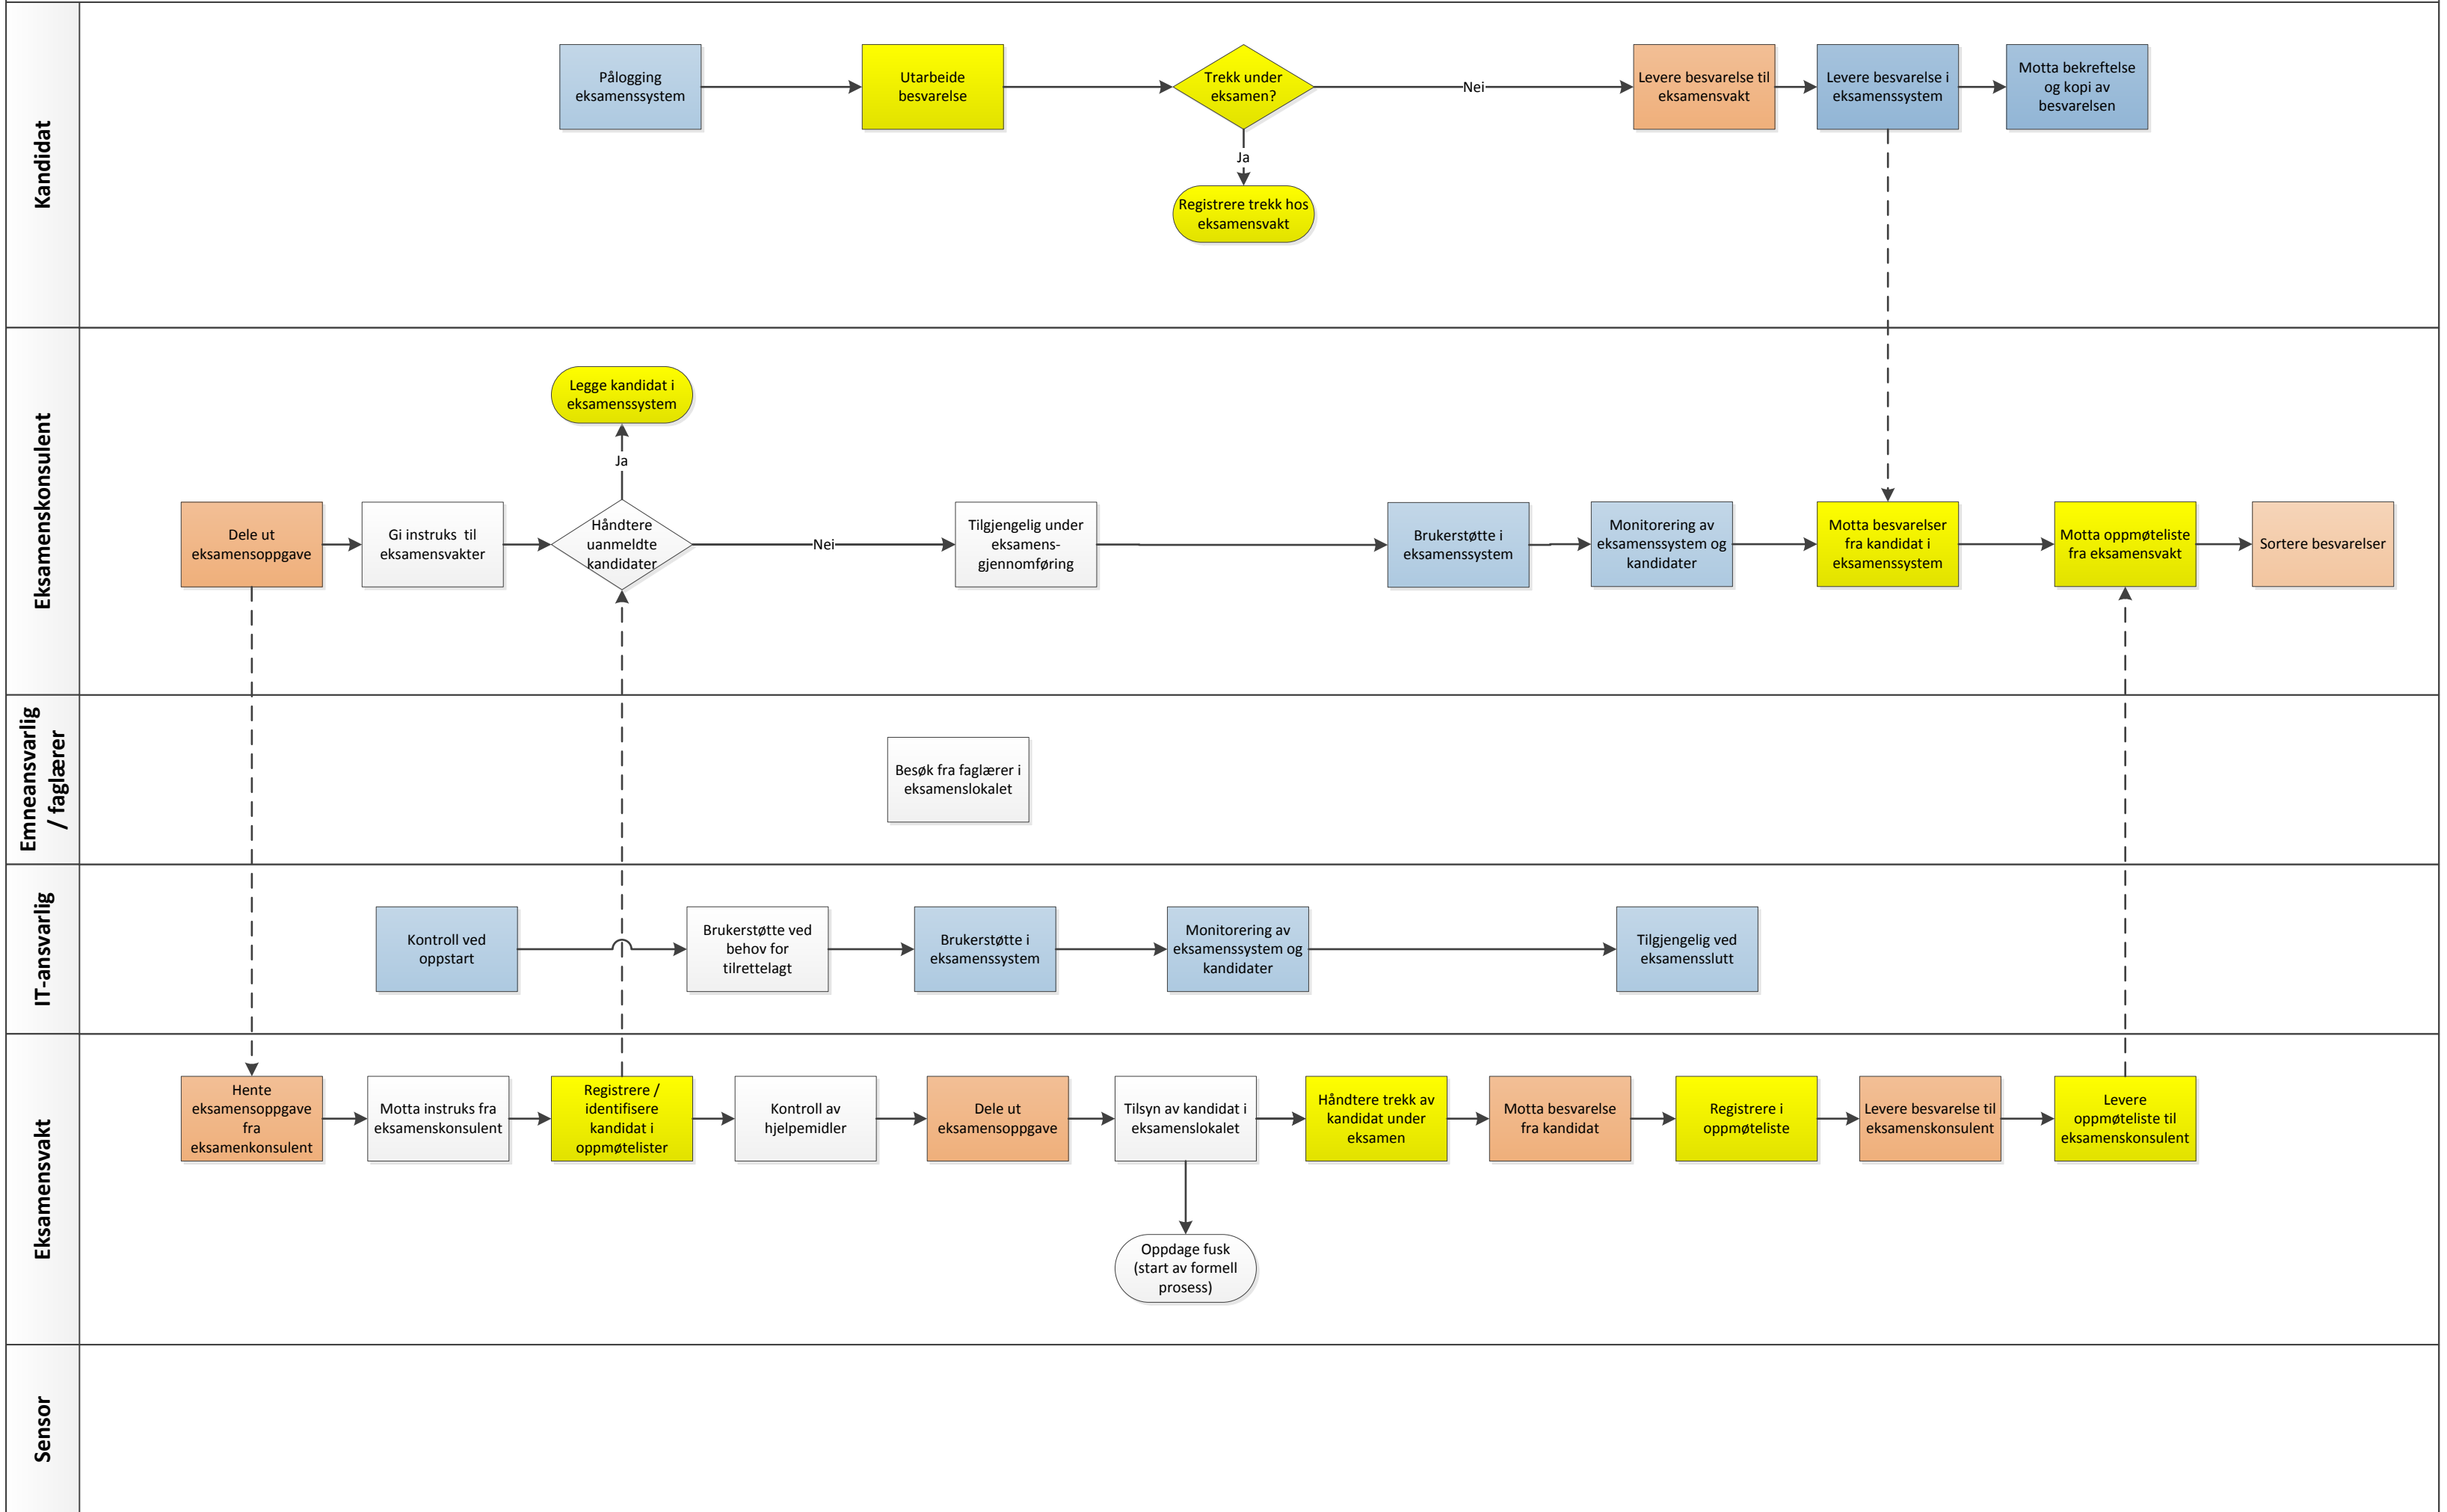 Kandidat
Pålogging
eksamenssystem
Utarbeide
besvarelse
Trekk under
eksamen?
Nei
Ja
Registrere trekk hos
eksamensvakt
Levere besvarelse til
eksamensvakt
Levere besvarelse i
eksamenssystem
Motta bekreftelse
og kopi av
besvarelsen
Eksamenskonsulent
Dele ut
eksamensoppgave
Gi instruks  til
eksamensvakter
Håndtere
uanmeldte
kandidater
Ja
Legge kandidat i
eksamenssystem
Nei
Tilgjengelig under
eksamens-
gjennomføring
Brukerstøtte i
eksamenssystem
Monitorering av
eksamenssystem og
kandidater
Motta besvarelser
fra kandidat i
eksamenssystem
Motta oppmøteliste
fra eksamensvakt
Sortere besvarelser
Emneansvarlig
/ faglærer
Besøk fra faglærer i
eksamenslokalet
IT-ansvarlig
Kontroll ved
oppstart
Brukerstøtte ved
behov for
tilrettelagt
Brukerstøtte i
eksamenssystem
Monitorering av
eksamenssystem og
kandidater
Tilgjengelig ved
eksamensslutt
Eksamensvakt
Hente
eksamensoppgave
fra
eksamenkonsulent
Motta instruks fra
eksamenskonsulent
Registrere /
identifisere
kandidat i
oppmøtelister
Kontroll av
hjelpemidler
Dele ut
eksamensoppgave
Tilsyn av kandidat i
eksamenslokalet
Oppdage fusk
(start av formell
prosess)
Håndtere trekk av
kandidat under
eksamen
Motta besvarelse
fra kandidat
Registrere i
oppmøteliste
Levere besvarelse til
eksamenskonsulent
Levere
oppmøteliste til
eksamenskonsulent
Sensor